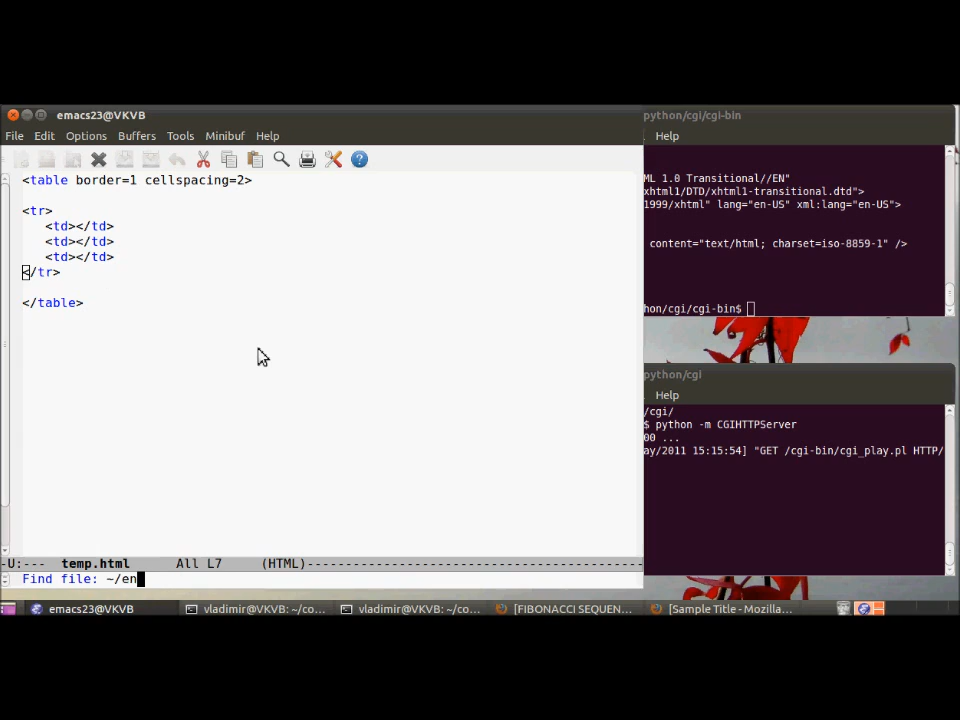 emacs23@VKVB
File Edit Options Buffers Tools Minibuf Help
<table border=1 cellspacing=2>
<tr>
   <td></td>
   <td></td>
   <td></td>
</tr>
</table>
-U:--- temp.html All L7 (HTML)
Find file: ~/en
python/cgi/cgi-bin
Help
ML 1.0 Transitional//EN"
xhtml1/DTD/xhtml1-transitional.dtd">
1999/xhtml" lang="en-US" xml:lang="en-US">
content="text/html; charset=iso-8859-1" />
hon/cgi/cgi-bin$
python/cgi
Help
/cgi/
$ python -m CGIHTTPServer
00 ...
ay/2011 15:15:54] "GET /cgi-bin/cgi_play.pl HTTP/
emacs23@VKVB
vladimir@VKVB: ~/co...
vladimir@VKVB: ~/co...
[FIBONACCI SEQUEN...
[Sample Title - Mozilla...